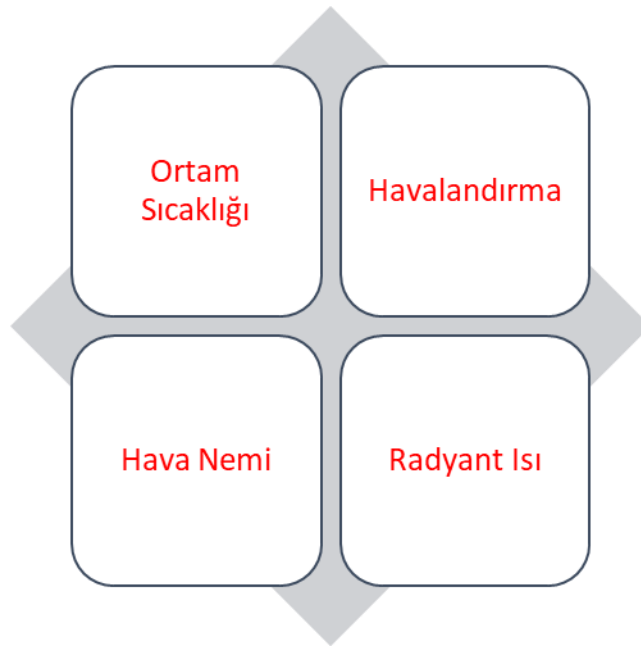 Ortam
Sıcaklığı
Havalandırma
Hava Nemi
Radyant Isı